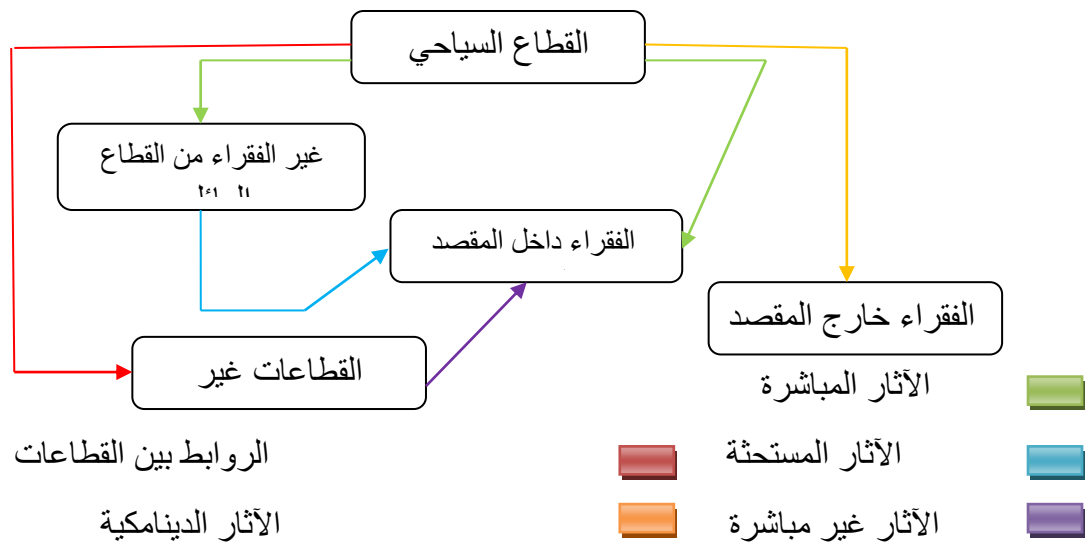 القطاع السياحي
غير الفقراء من القطاع
الفقراء داخل المقصد
الفقراء خارج المقصد
القطاعات غير
الآثار المباشرة
الآثار المستحثة
الروابط بين القطاعات
الآثار غير مباشرة
الآثار الدينامكية